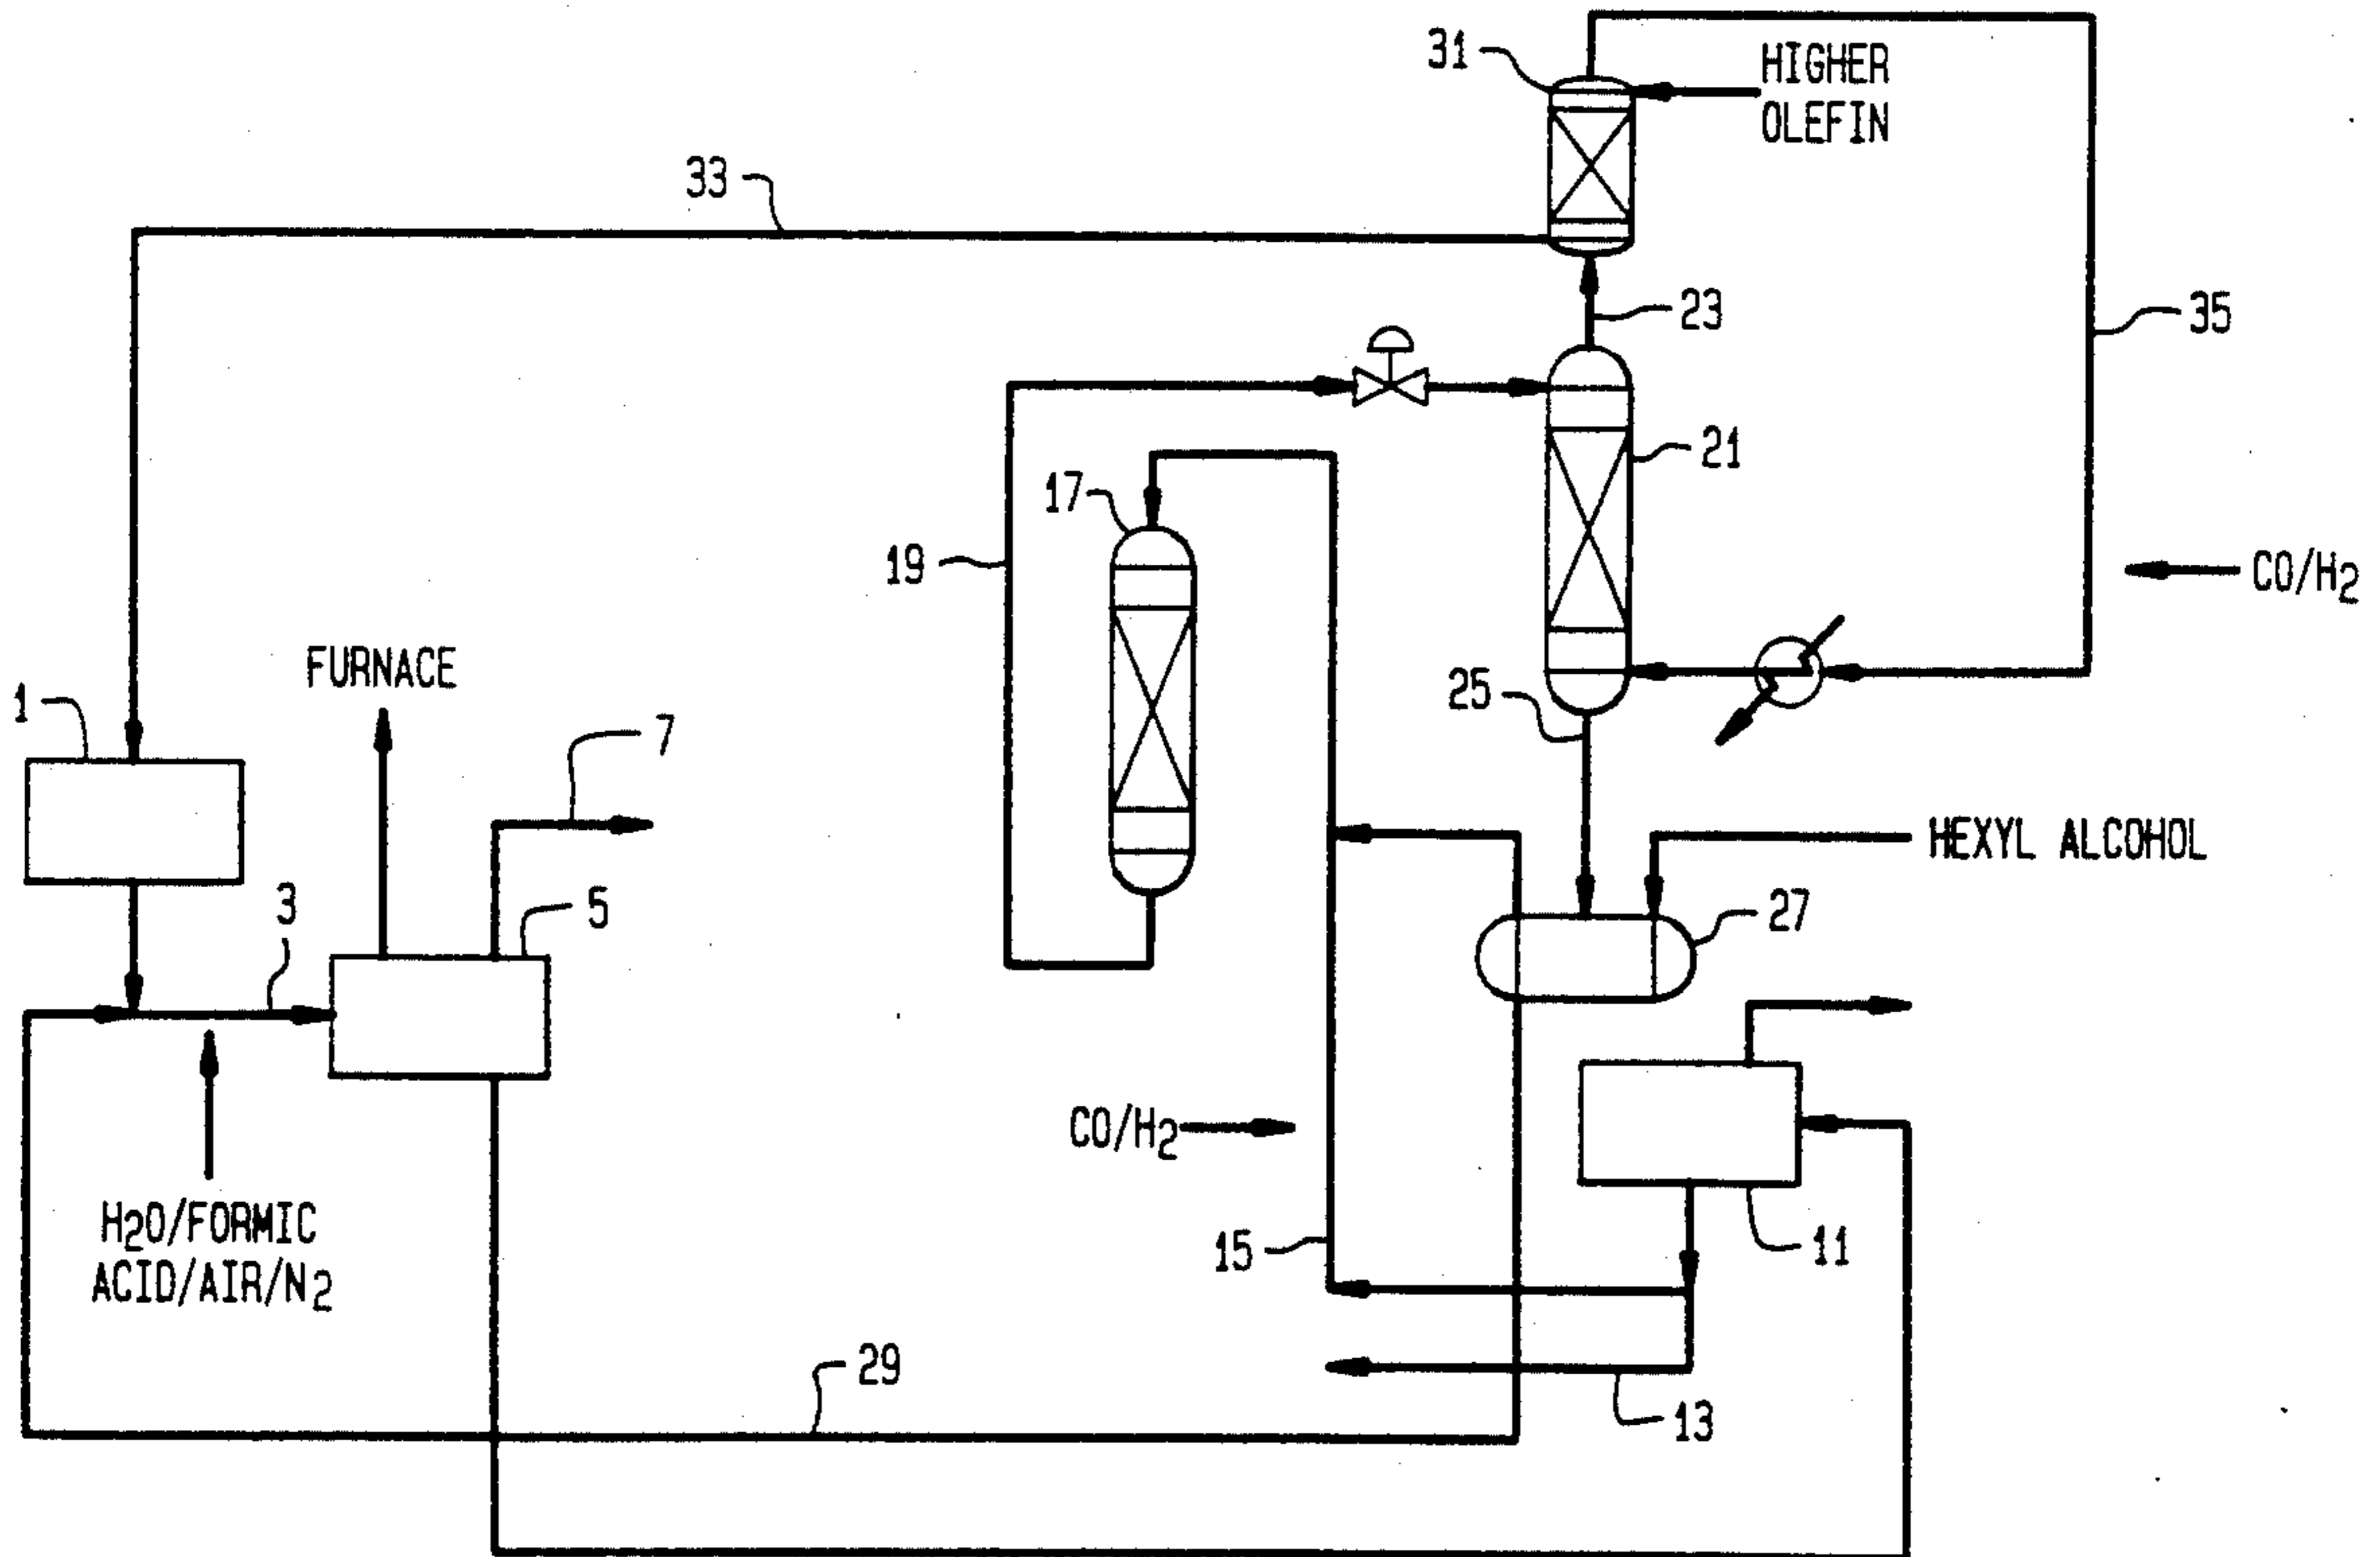 31
HIGHER
OLEFIN
33
23
35
21
17
19
CO/H2
FURNACE
1
7
25
HEXYL ALCOHOL
3
5
27
CO/H2
H2O/FORMIC
ACID/AIR/N2
15
11
29
13